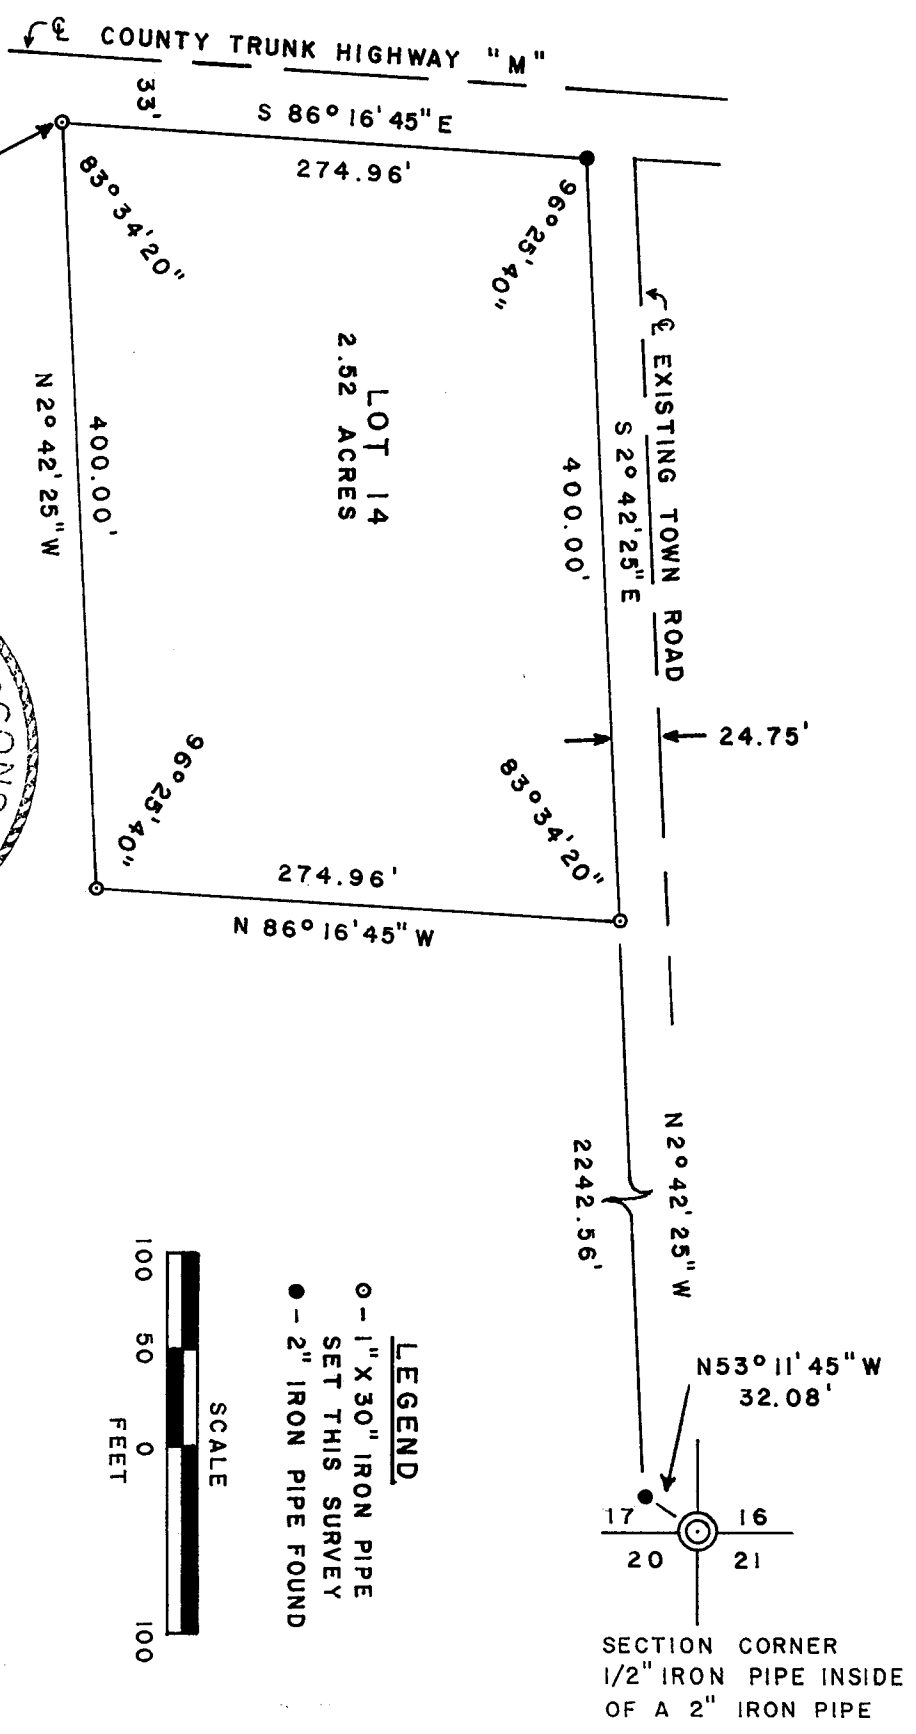 ℄ COUNTY TRUNK HIGHWAY "M"
33'
S 86° 16' 45" E
274.96'
83° 34' 20"
96° 25' 40"
℄ EXISTING TOWN ROAD
S 2° 42' 25" E
400.00'
LOT 14
2.52 ACRES
400.00'
N 2° 42' 25" W
24.75'
96° 25' 40"
83° 34' 20"
274.96'
N 86° 16' 45" W
N 2° 42' 25" W
2242.56'
N53° 11' 45" W
32.08'
17
16
20
21
SECTION CORNER
1/2" IRON PIPE INSIDE
OF A 2" IRON PIPE
LEGEND
⊙ - 1" X 30" IRON PIPE
SET THIS SURVEY
● - 2" IRON PIPE FOUND
SCALE
100 50 0 100
FEET